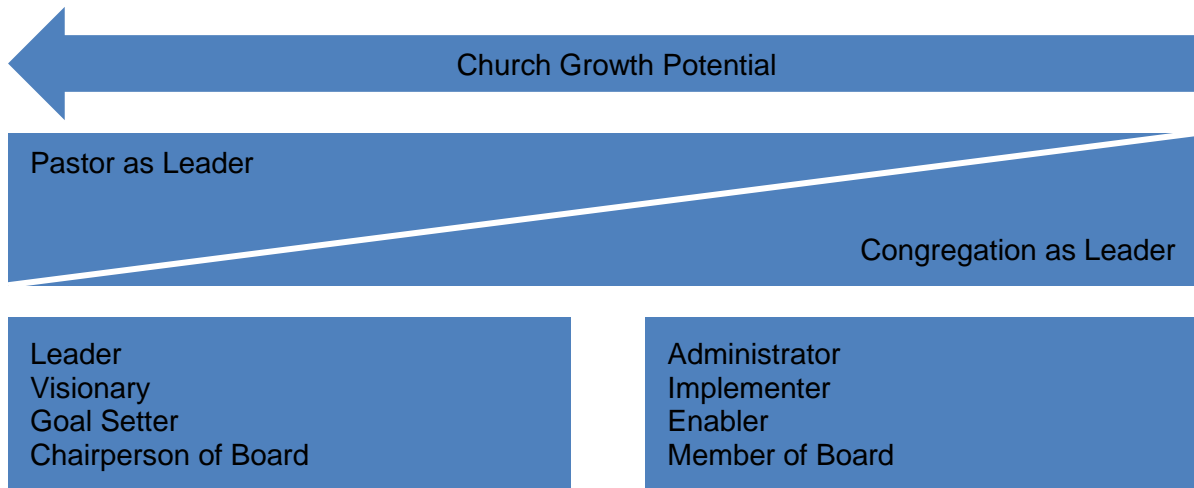 Church Growth Potential
Pastor as Leader
Congregation as Leader
Leader
Visionary
Goal Setter
Chairperson of Board
Administrator
Implementer
Enabler
Member of Board